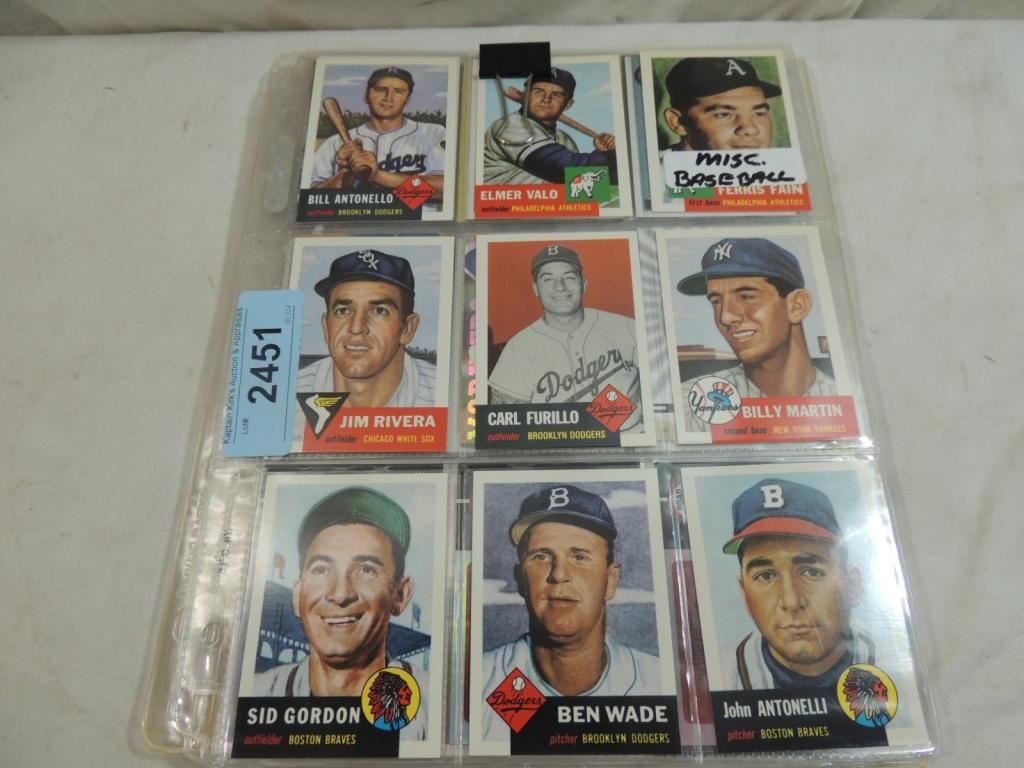 Dodgers
BILL ANTONELLO
outfielder BROOKLYN DODGERS
ELMER VALO
outfielder PHILADELPHIA ATHLETICS
A
MISC.
BASEBALL
FERRIS FAIN
first base PHILADELPHIA ATHLETICS
Kaptain Kirk's Auction & Appraisals
Lot# 2451
SOX
JIM RIVERA
outfielder CHICAGO WHITE SOX
B
Dodgers
Dodgers
CARL FURILLO
outfielder BROOKLYN DODGERS
NY
Yankees
BILLY MARTIN
second base NEW YORK YANKEES
SID GORDON
outfielder BOSTON BRAVES
B
Dodgers
BEN WADE
pitcher BROOKLYN DODGERS
B
John ANTONELLI
pitcher BOSTON BRAVES